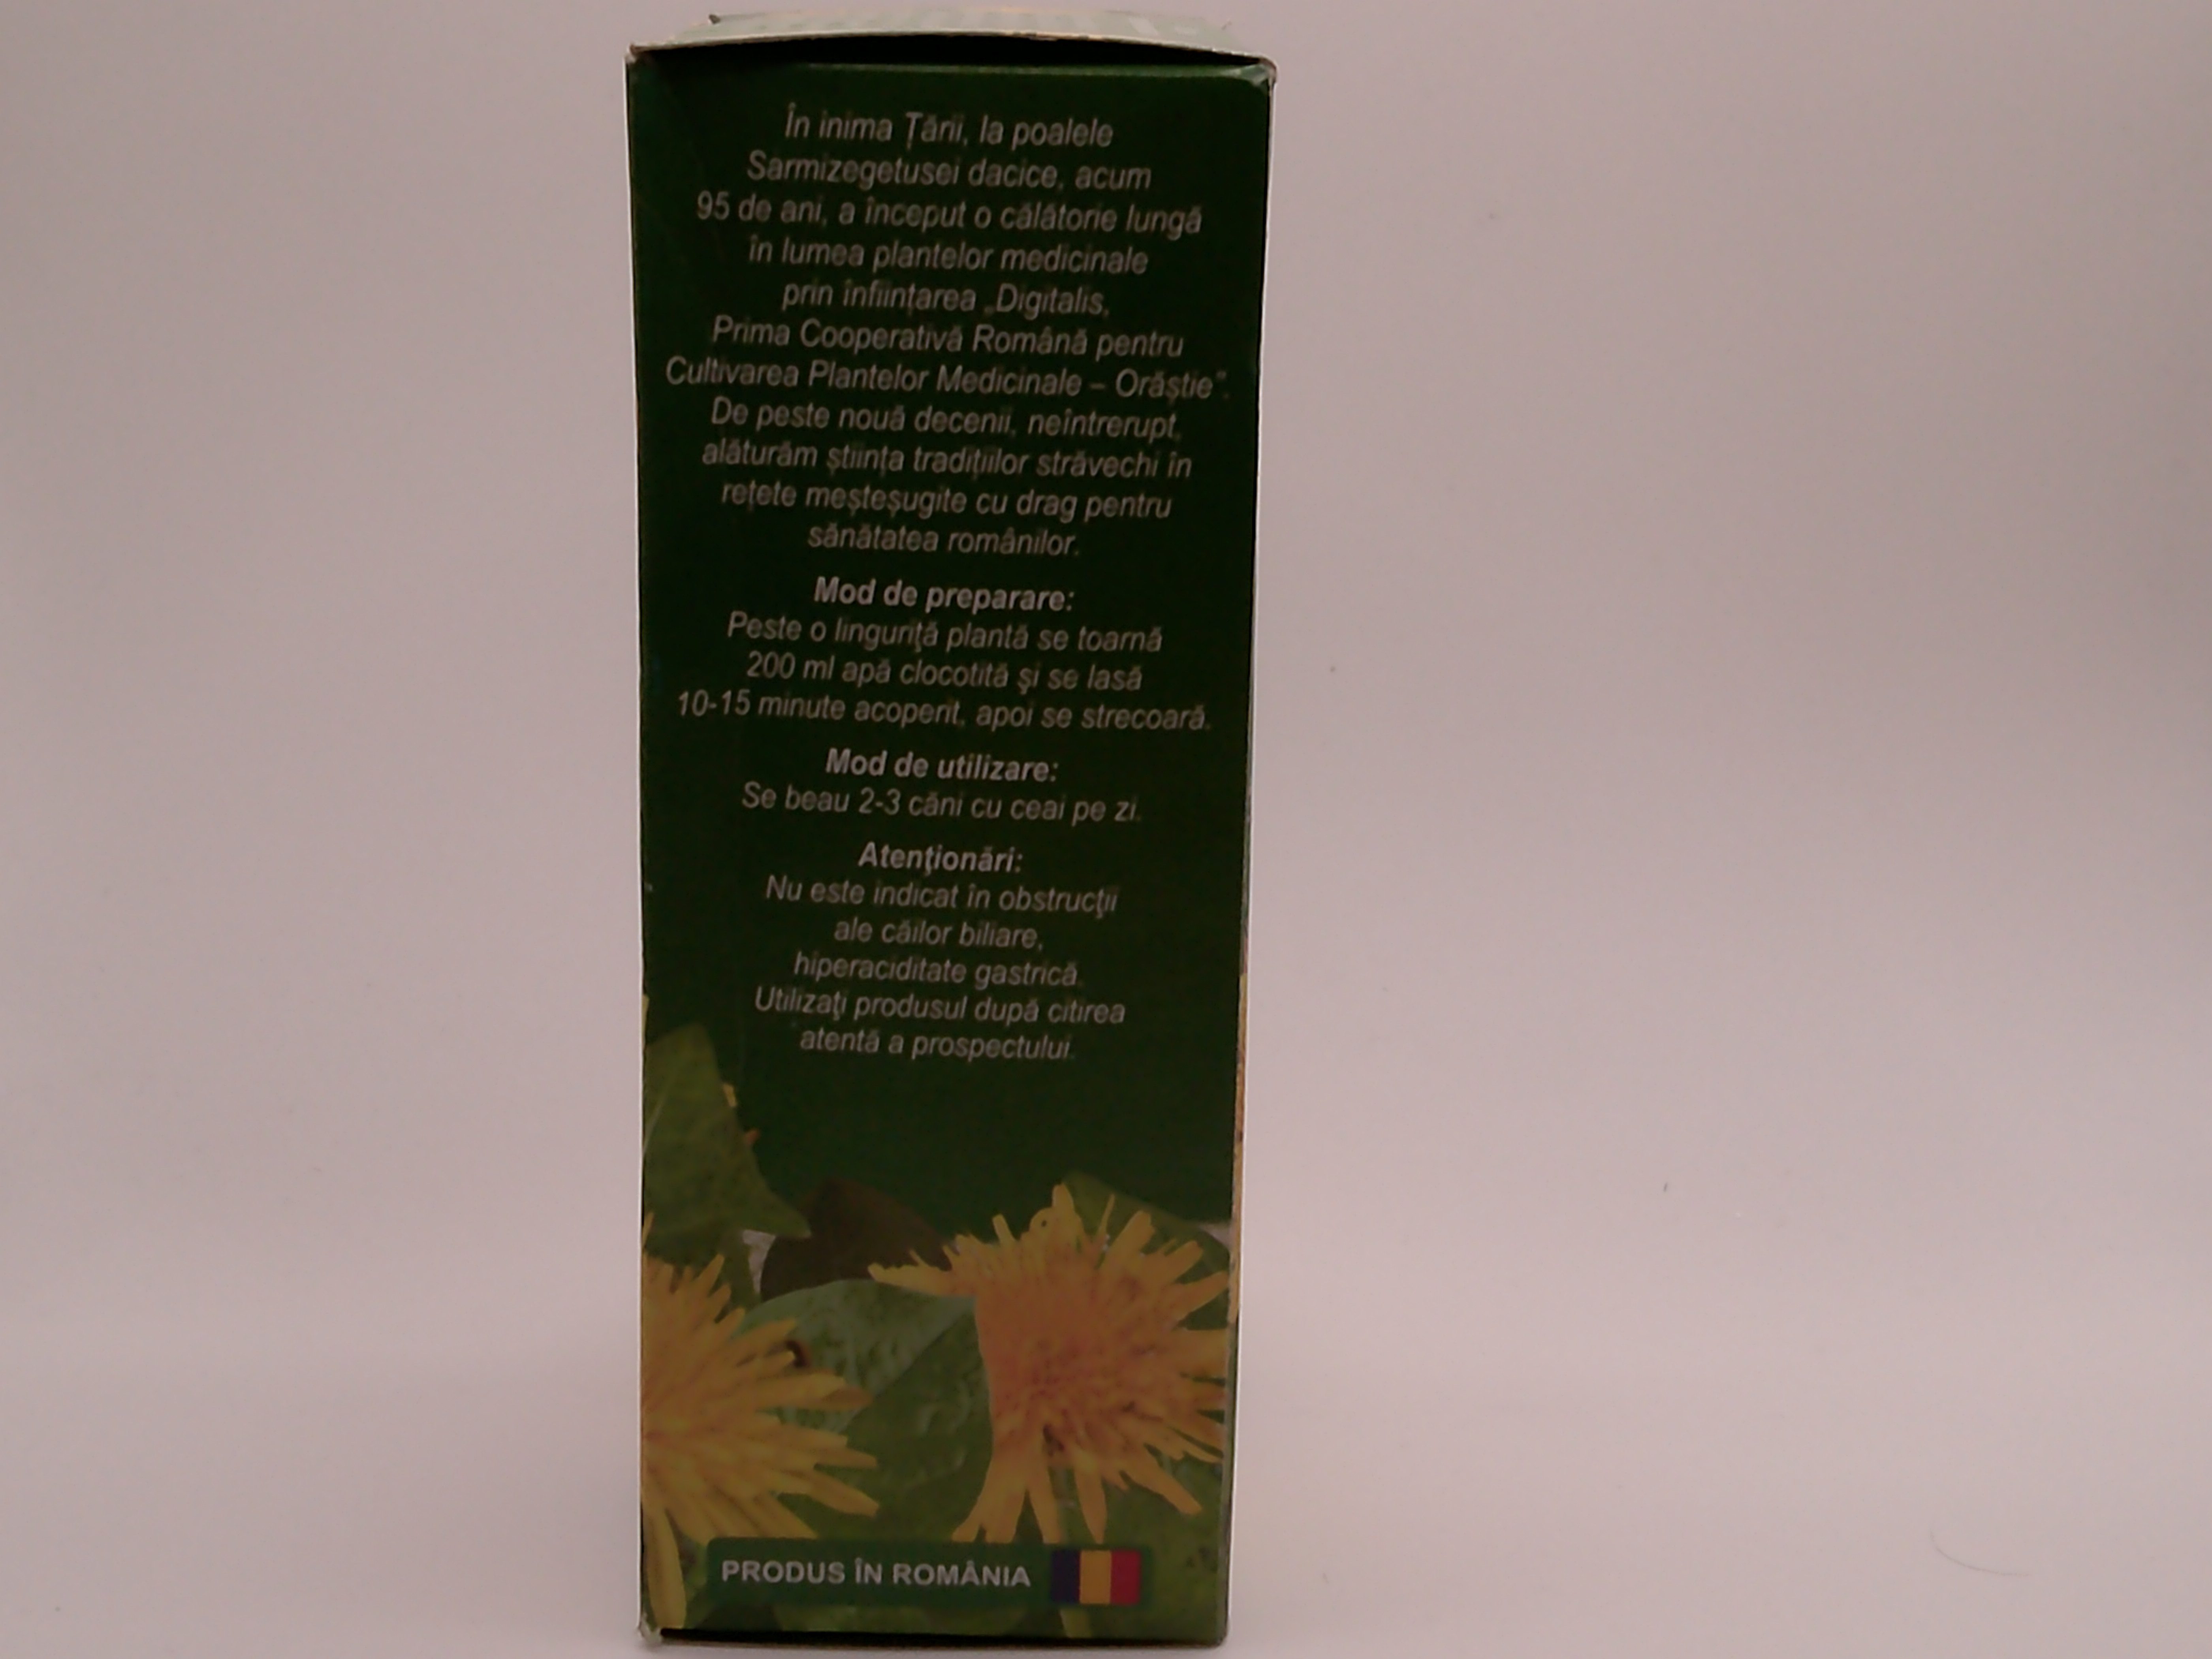 În inima Țării, la poalele
Sarmizegetusei dacice, acum
95 de ani, a început o călătorie lungă
în lumea plantelor medicinale
prin înființarea „Digitalis,
Prima Cooperativă Română pentru
Cultivarea Plantelor Medicinale – Orăștie”.
De peste nouă decenii, neîntrerupt,
alăturăm știința tradițiilor străvechi în
rețete meșteșugite cu drag pentru
sănătatea românilor.
Mod de preparare:
Peste o linguriţă plantă se toarnă
200 ml apă clocotită şi se lasă
10-15 minute acoperit, apoi se strecoară.
Mod de utilizare:
Se beau 2-3 căni cu ceai pe zi.
Atenţionări:
Nu este indicat în obstrucţii
ale căilor biliare,
hiperaciditate gastrică.
Utilizaţi produsul după citirea
atentă a prospectului.
PRODUS ÎN ROMÂNIA